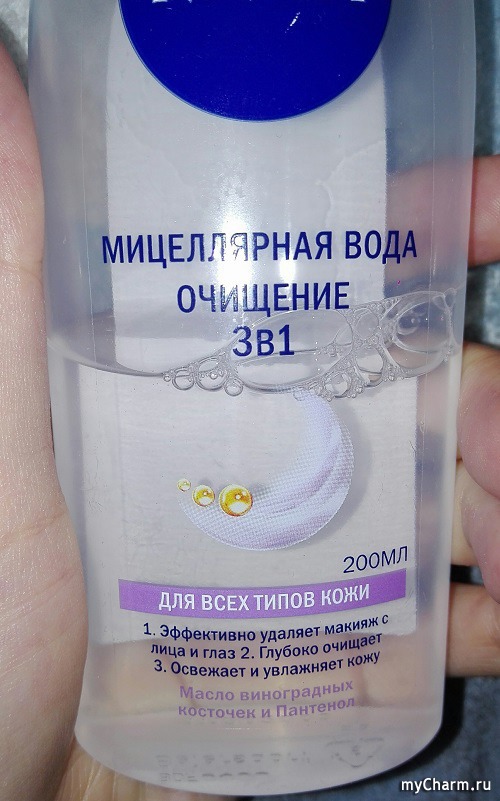 МИЦЕЛЛЯРНАЯ ВОДА
ОЧИЩЕНИЕ
3в1
200МЛ
ДЛЯ ВСЕХ ТИПОВ КОЖИ
1. Эффективно удаляет макияж с
лица и глаз 2. Глубоко очищает
3. Освежает и увлажняет кожу
Масло виноградных
косточек и Пантенол
myCharm.ru